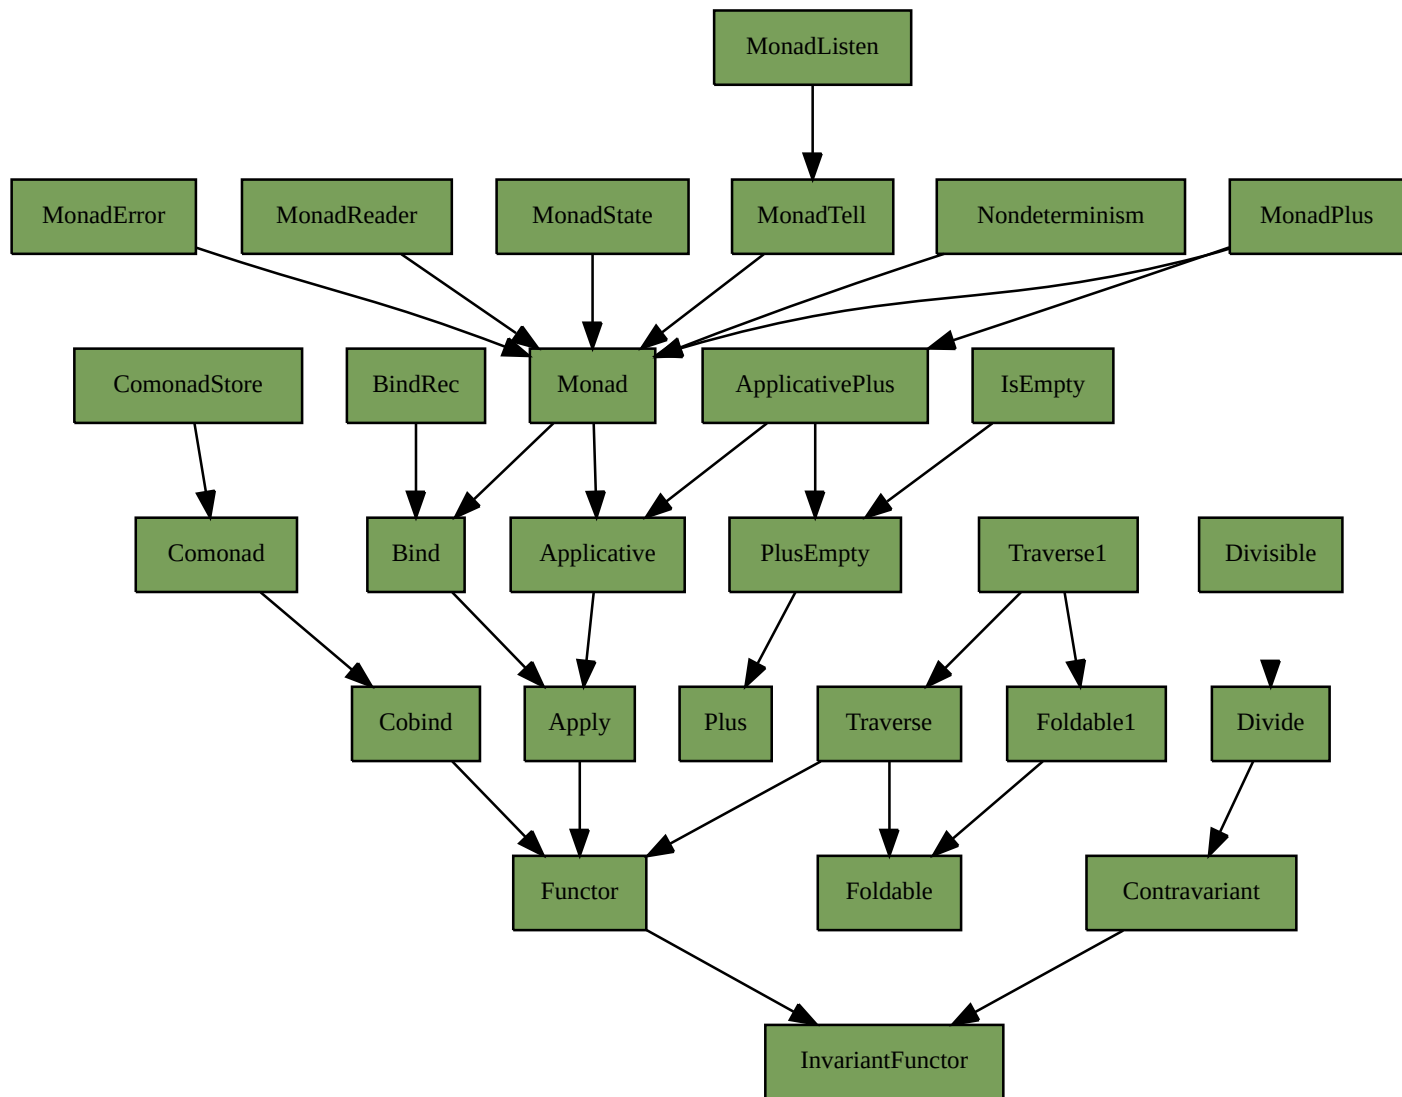 MonadListen
MonadError
MonadReader
MonadState
MonadTell
Nondeterminism
MonadPlus
ComonadStore
BindRec
Monad
ApplicativePlus
IsEmpty
Comonad
Bind
Applicative
PlusEmpty
Traverse1
Divisible
Cobind
Apply
Plus
Traverse
Foldable1
Divide
Functor
Foldable
Contravariant
InvariantFunctor